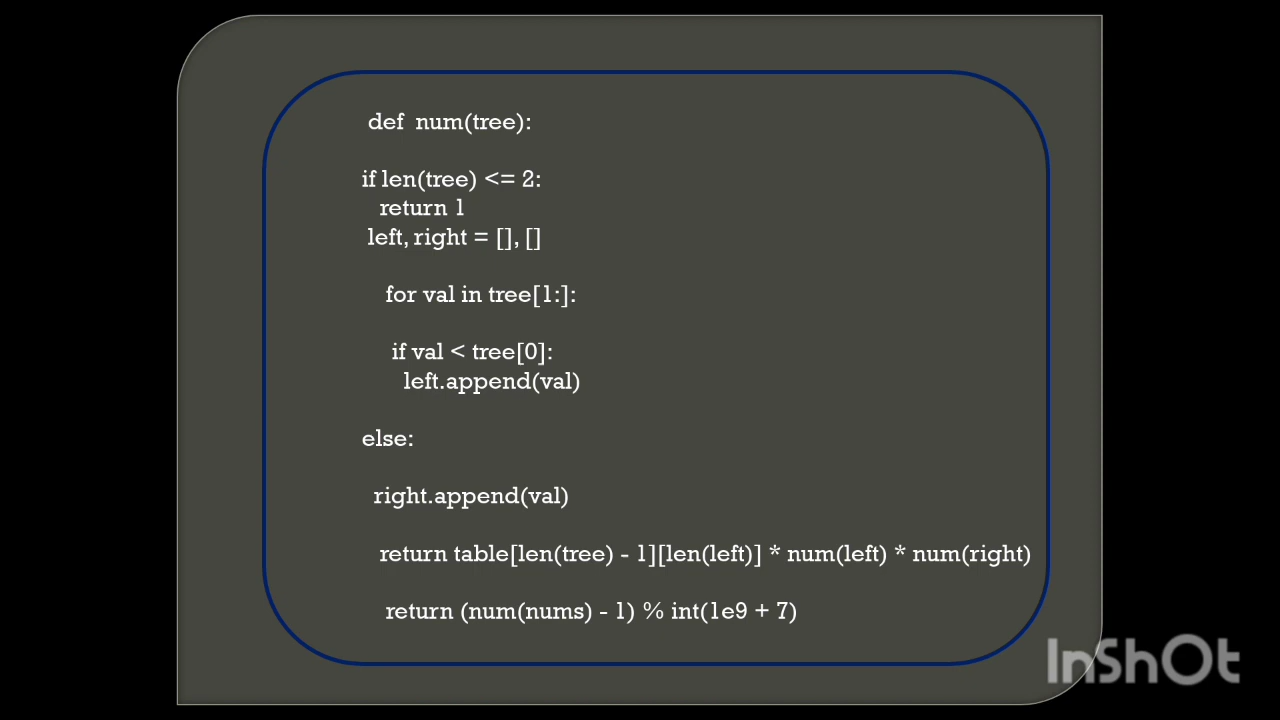 def  num(tree):
if len(tree) <= 2:
return 1
left, right = [], []
for val in tree[1:]:
if val < tree[0]:
left.append(val)
else:
right.append(val)
return table[len(tree) - 1][len(left)] * num(left) * num(right)
return (num(nums) - 1) % int(1e9 + 7)
InShOt